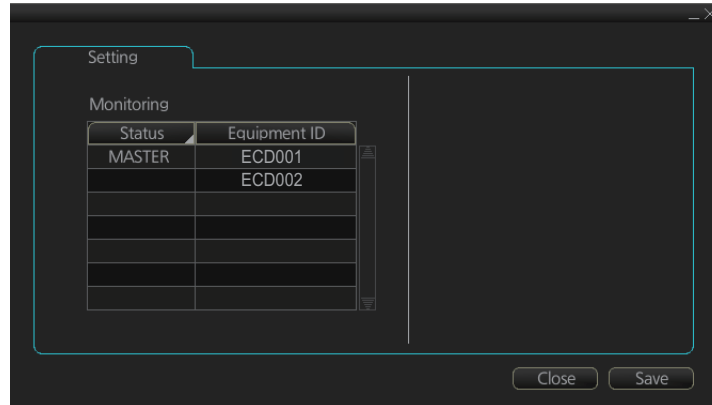 Setting
Monitoring
Status Equipment ID
MASTER ECD001
ECD002
Close Save